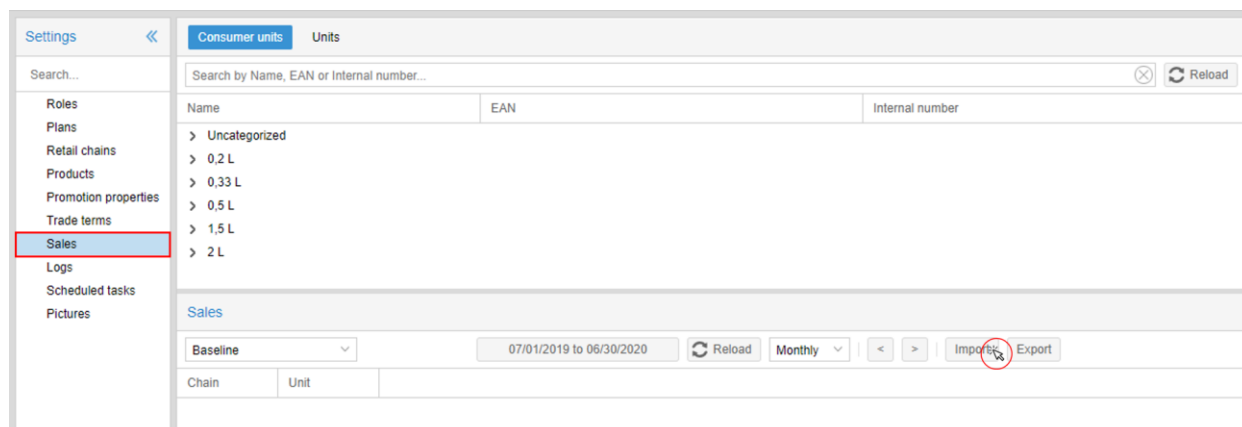 Settings
Search...
Roles
Plans
Retail chains
Products
Promotion properties
Trade terms
Sales
Logs
Scheduled tasks
Pictures
Consumer units Units
Search by Name, EAN or Internal number... Reload
Name EAN Internal number
Uncategorized
0,2 L
0,33 L
0,5 L
1,5 L
2 L
Sales
Baseline 07/01/2019 to 06/30/2020 Reload Monthly < > Import Export
Chain Unit